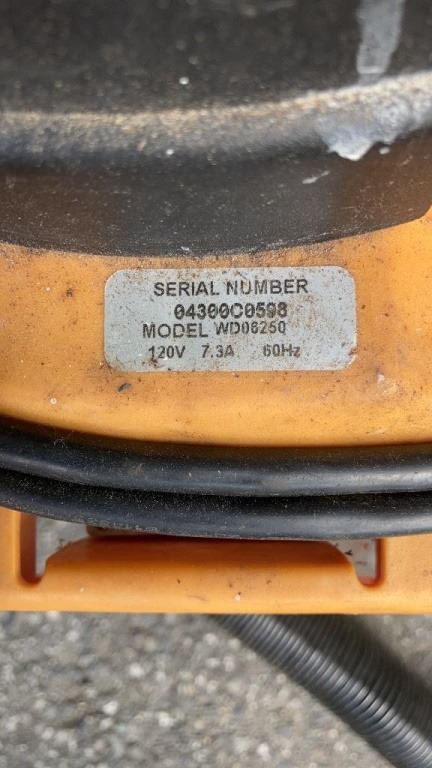 SERIAL NUMBER
04300C0598
MODEL WD06250
120V 7.3A 60Hz